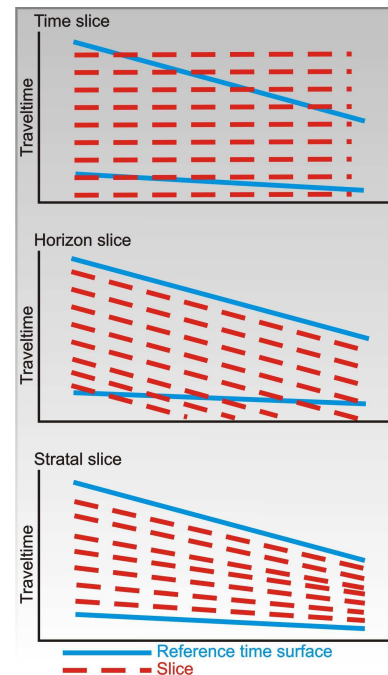 Time slice
Traveltime
Horizon slice
Traveltime
Stratal slice
Traveltime
Reference time surface
Slice